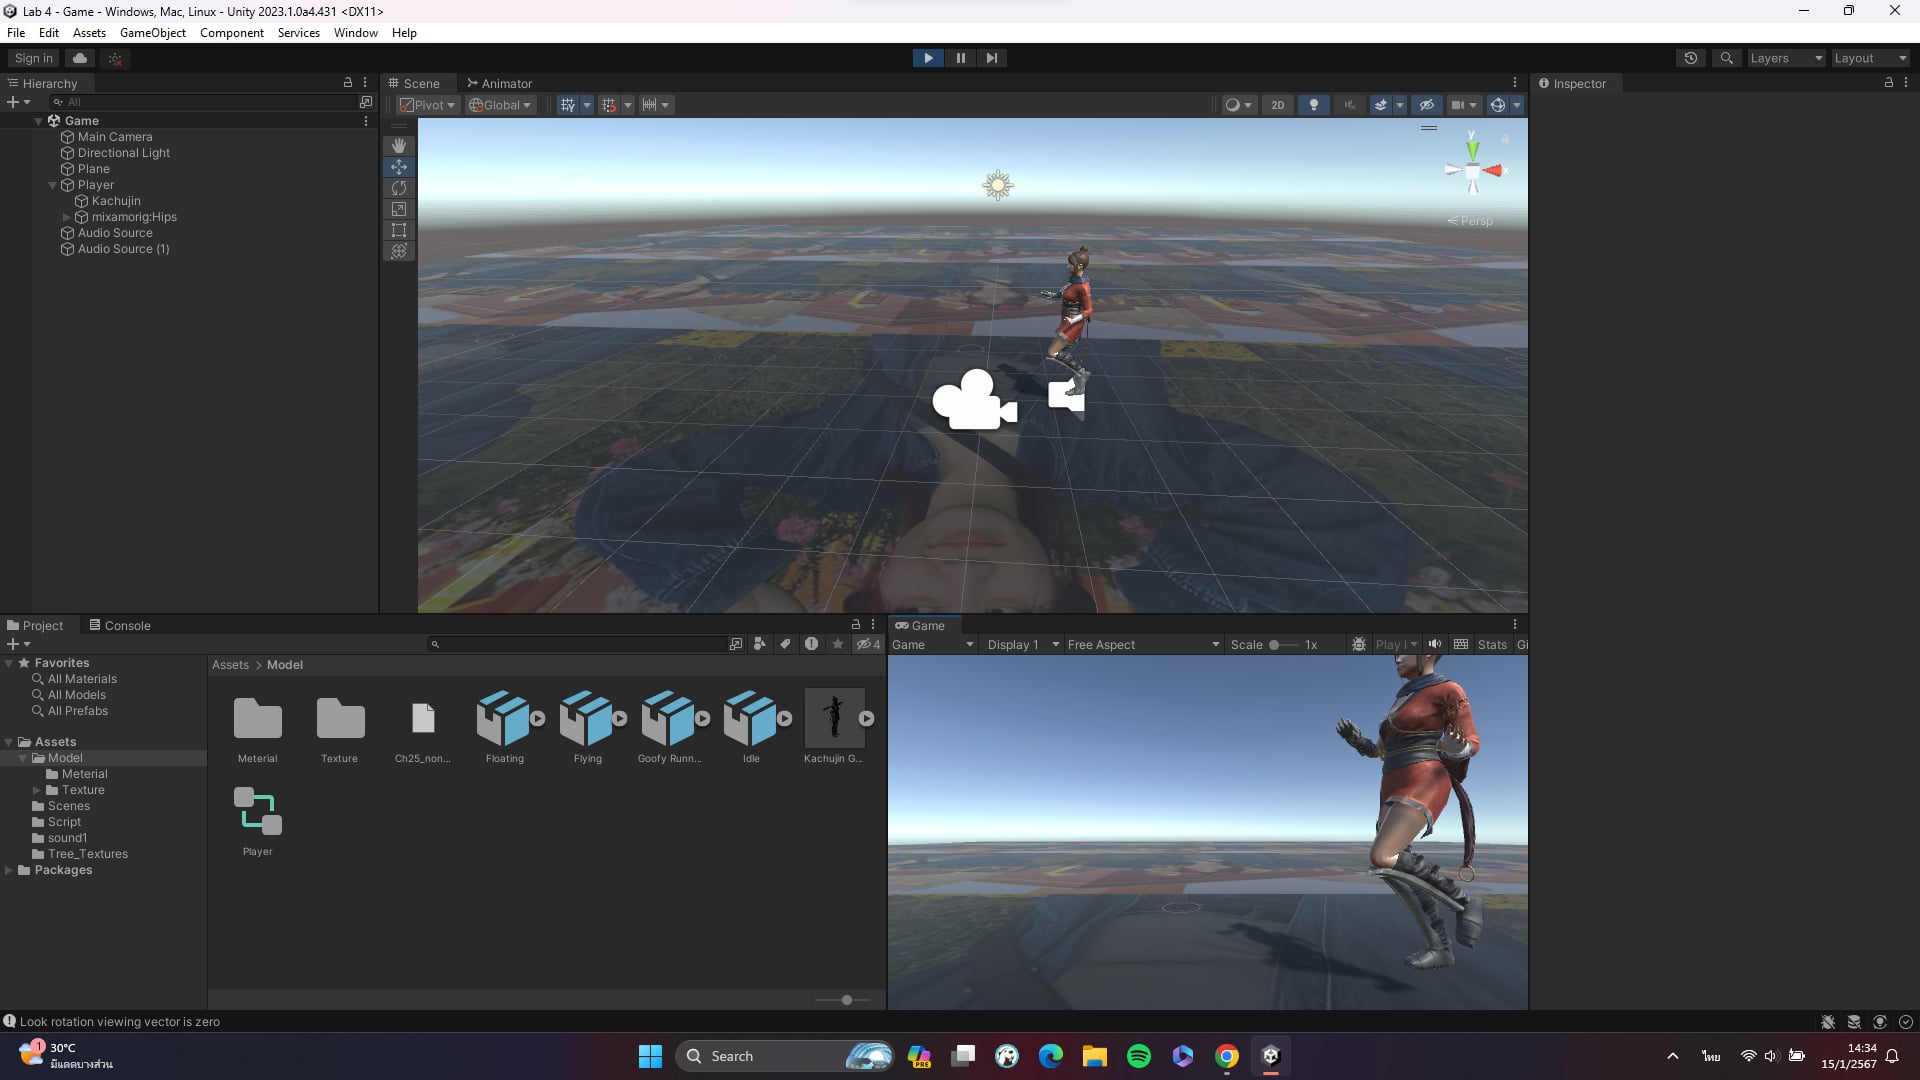 Lab 4 - Game - Windows, Mac, Linux - Unity 2023.1.0a4.431 <DX11>
File Edit Assets GameObject Component Services Window Help
Sign in
Layers
Layout
Hierarchy
All
Game
Main Camera
Directional Light
Plane
Player
Kachujin
mixamorig:Hips
Audio Source
Audio Source (1)
Scene Animator
Pivot Global
2D
y
x
Persp
Inspector
Project Console
4
Favorites
All Materials
All Models
All Prefabs
Assets
Model
Meterial
Texture
Scenes
Script
sound1
Tree_Textures
Packages
Assets > Model
Meterial Texture Ch25_non... Floating Flying Goofy Runn... Idle Kachujin G...
Player
Game
Game Display 1 Free Aspect Scale 1x Play i Stats Gi
Look rotation viewing vector is zero
1
30°C
มีแดดบางส่วน
Search
PRE
ไทย
14:34
15/1/2567